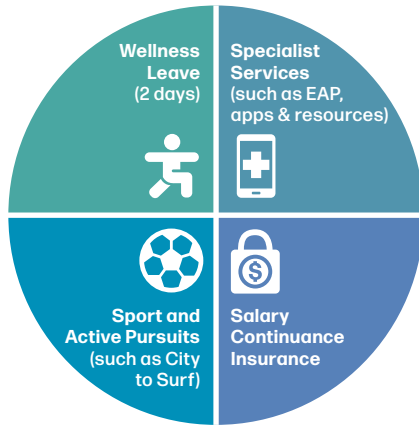 Wellness
Leave
(2 days)
Specialist
Services
(such as EAP,
apps & resources)
Sport and
Active Pursuits
(such as City
to Surf)
$
Salary
Continuance
Insurance